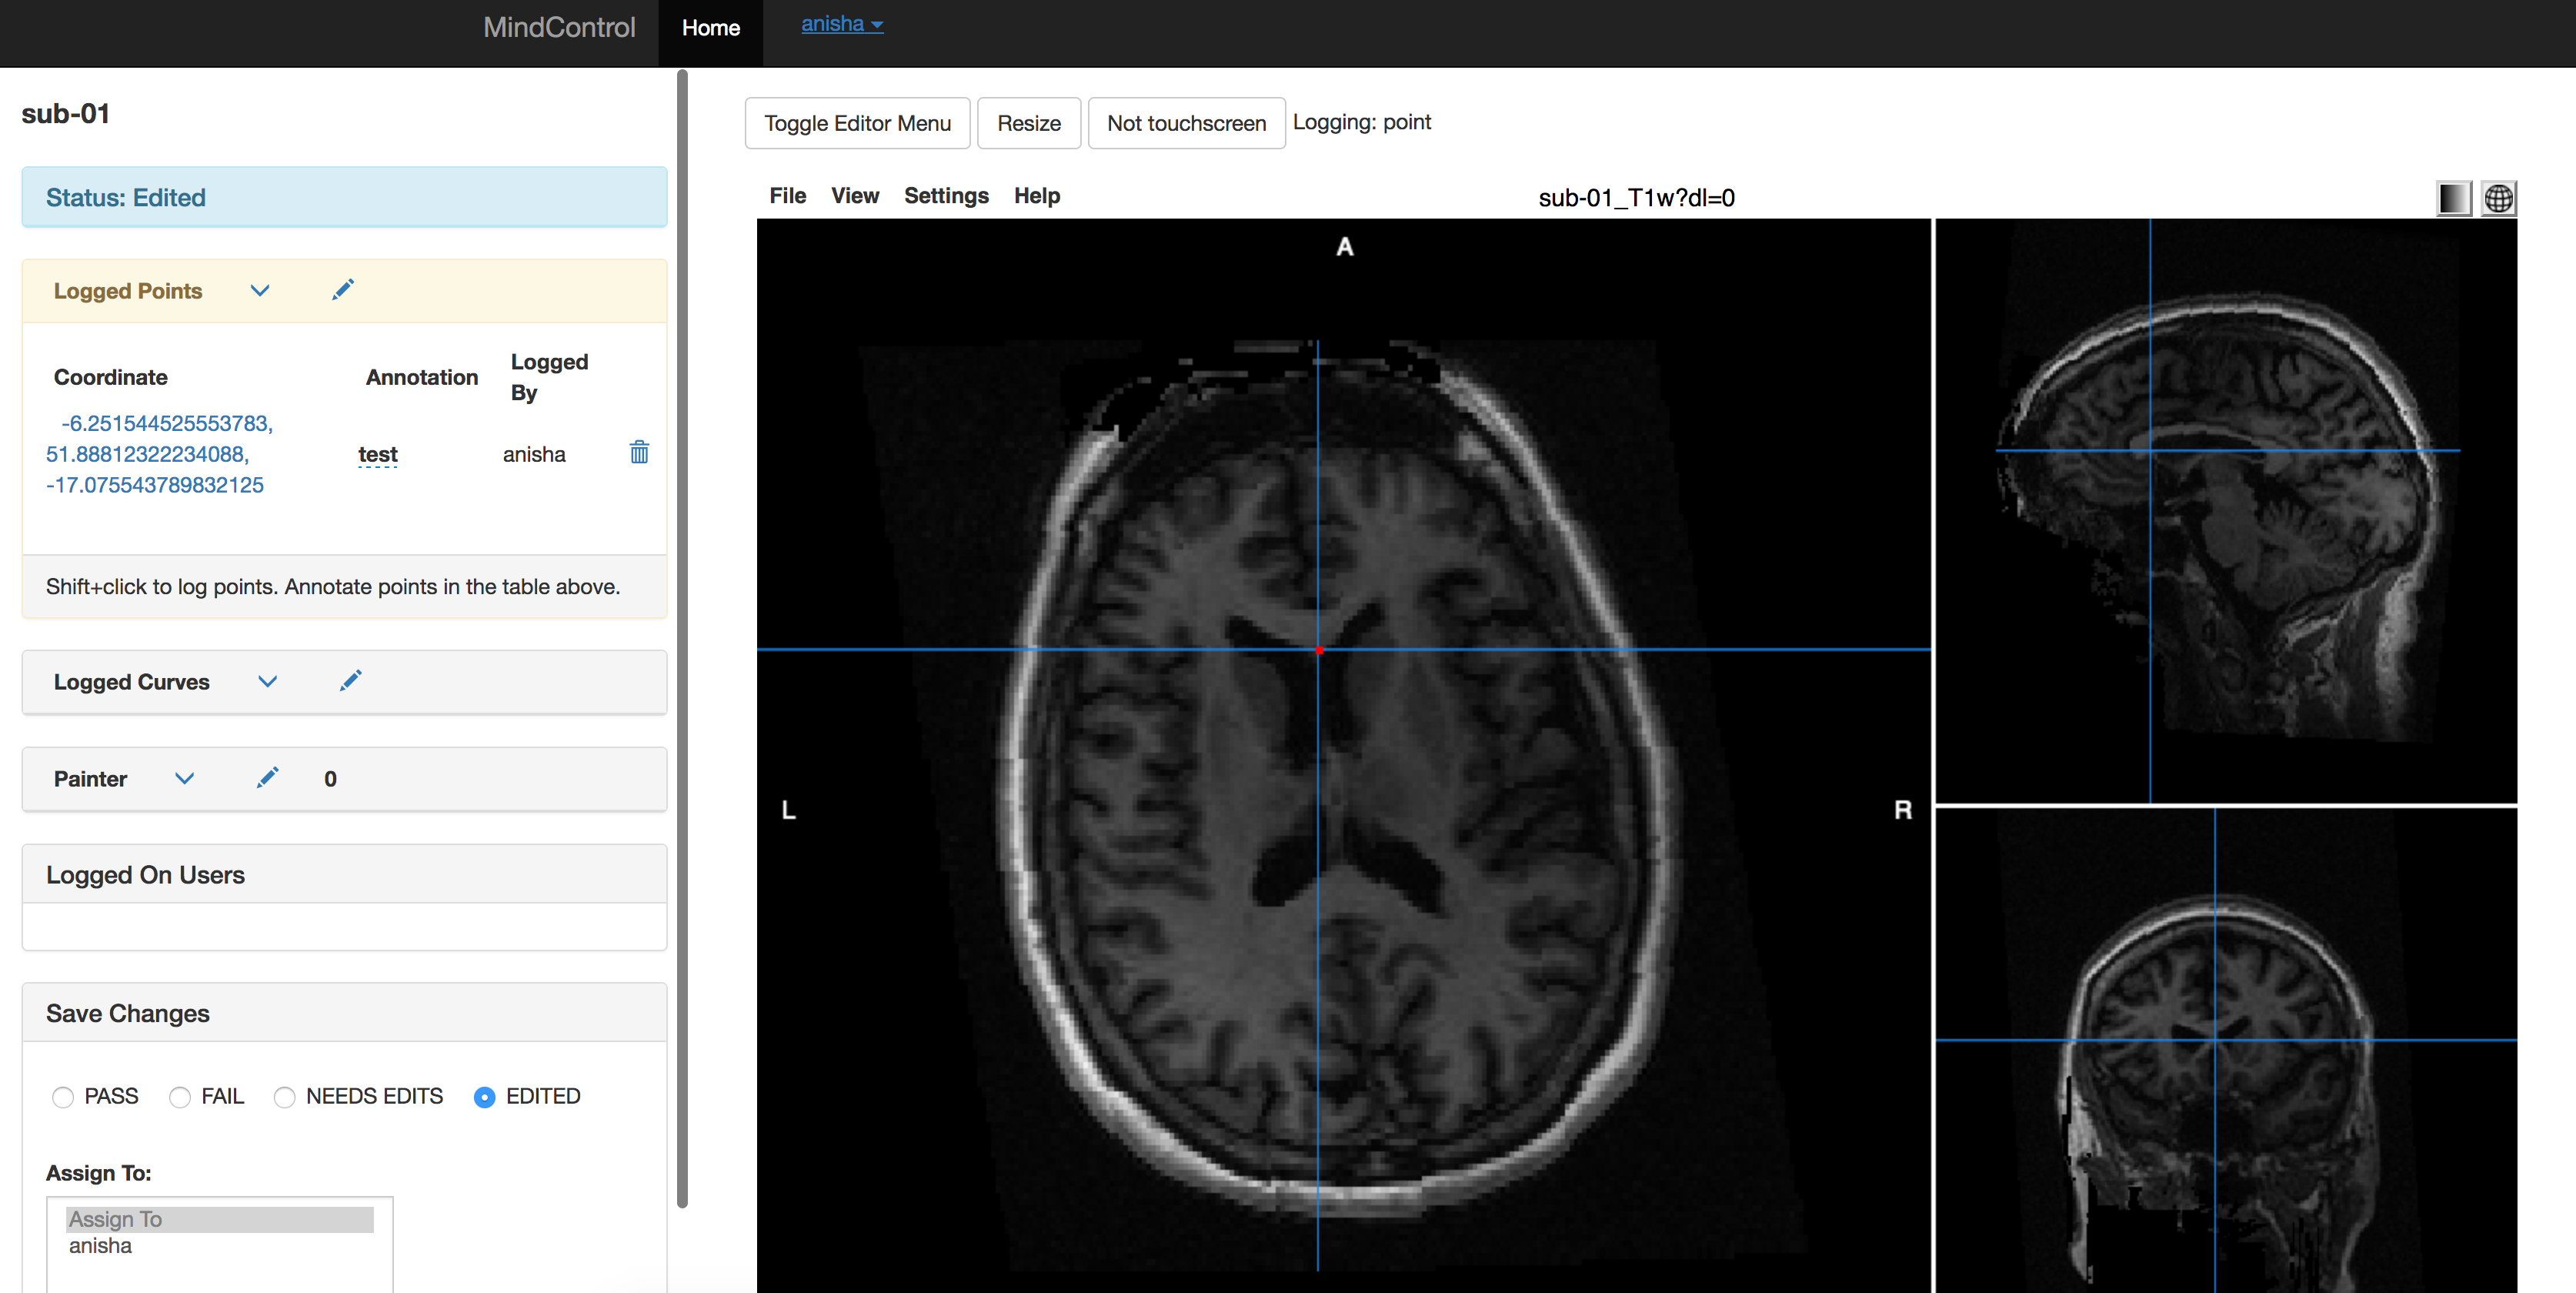 MindControl Home anisha
sub-01
Status: Edited
Logged Points
Coordinate Annotation Logged By
-6.251544525553783,
51.88812322234088,
-17.075543789832125
test anisha
Shift+click to log points. Annotate points in the table above.
Logged Curves
Painter 0
Logged On Users
Save Changes
PASS FAIL NEEDS EDITS EDITED
Assign To:
Assign To
anisha
Toggle Editor Menu Resize Not touchscreen Logging: point
File View Settings Help sub-01_T1w?dl=0
A
L R